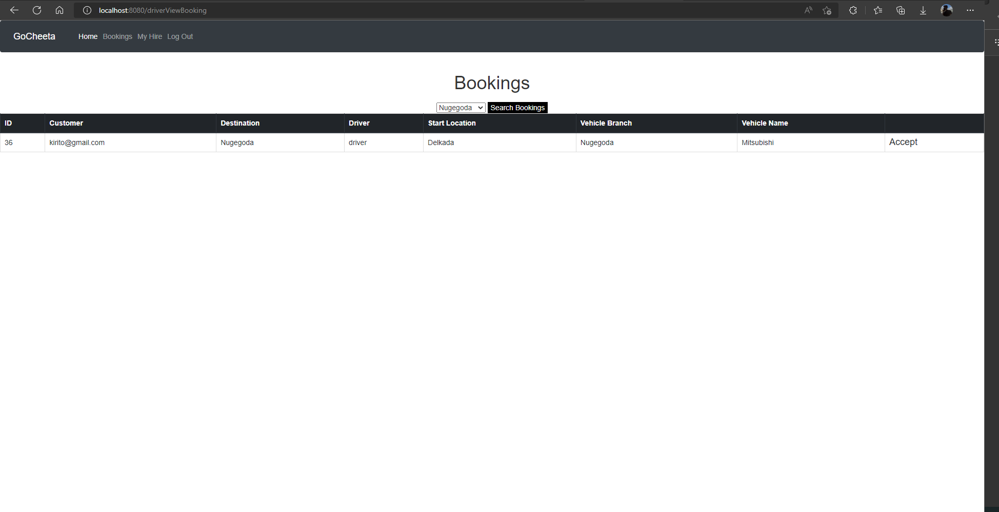 localhost:8080/driverViewBooking
GoCheeta Home Bookings My Hire Log Out
Bookings
Nugegoda Search Bookings
ID Customer Destination Driver Start Location Vehicle Branch Vehicle Name
36 kirito@gmail.com Nugegoda driver Delkada Nugegoda Mitsubishi Accept